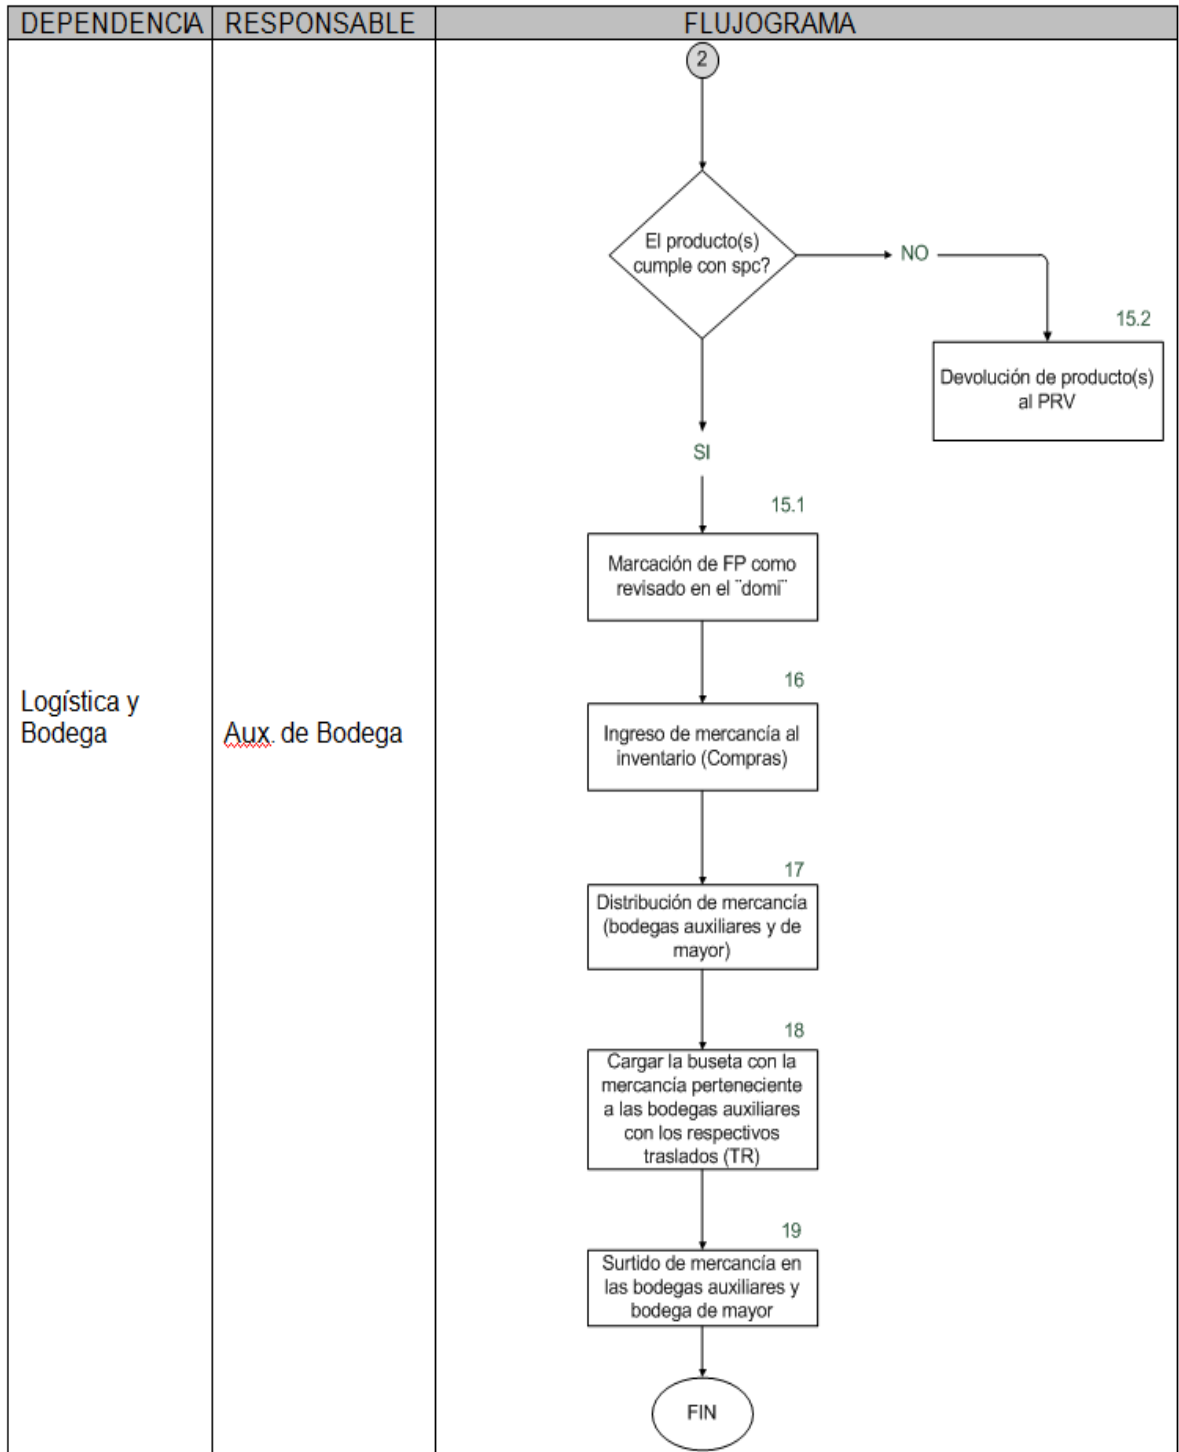 DEPENDENCIA RESPONSABLE FLUJOGRAMA
2
El producto(s)
cumple con spc?
NO
15.2
Devolución de producto(s)
al PRV
SI
15.1
Marcación de FP como
revisado en el ¨domi¨
16
Ingreso de mercancía al
inventario (Compras)
Logística y
Bodega
Aux. de Bodega
17
Distribución de mercancía
(bodegas auxiliares y de
mayor)
18
Cargar la buseta con la
mercancía perteneciente
a las bodegas auxiliares
con los respectivos
traslados (TR)
19
Surtido de mercancía en
las bodegas auxiliares y
bodega de mayor
FIN